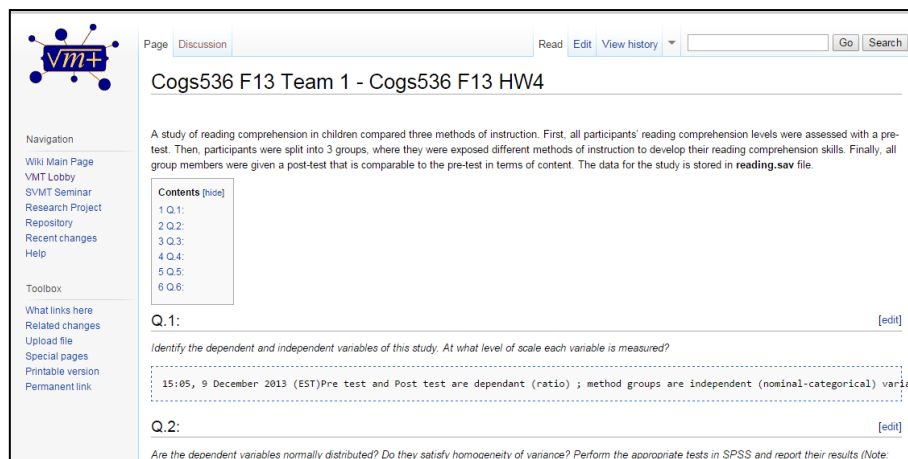 √m+
Page Discussion Read Edit View history Go Search
Cogs536 F13 Team 1 - Cogs536 F13 HW4
A study of reading comprehension in children compared three methods of instruction. First, all participants' reading comprehension levels were assessed with a pre-
test. Then, participants were split into 3 groups, where they were exposed different methods of instruction to develop their reading comprehension skills. Finally, all
group members were given a post-test that is comparable to the pre-test in terms of content. The data for the study is stored in reading.sav file.
Navigation
Wiki Main Page
VMT Lobby
SVMT Seminar
Research Project
Repository
Recent changes
Help
Toolbox
What links here
Related changes
Upload file
Special pages
Printable version
Permanent link
Contents [hide]
1 Q.1:
2 Q.2:
3 Q.3:
4 Q.4:
5 Q.5:
6 Q.6:
Q.1: [edit]
Identify the dependent and independent variables of this study. At what level of scale each variable is measured?
15:05, 9 December 2013 (EST)Pre test and Post test are dependant (ratio) ; method groups are independent (nominal-categorical) varia
Q.2: [edit]
Are the dependent variables normally distributed? Do they satisfy homogeneity of variance? Perform the appropriate tests in SPSS and report their results (Note: